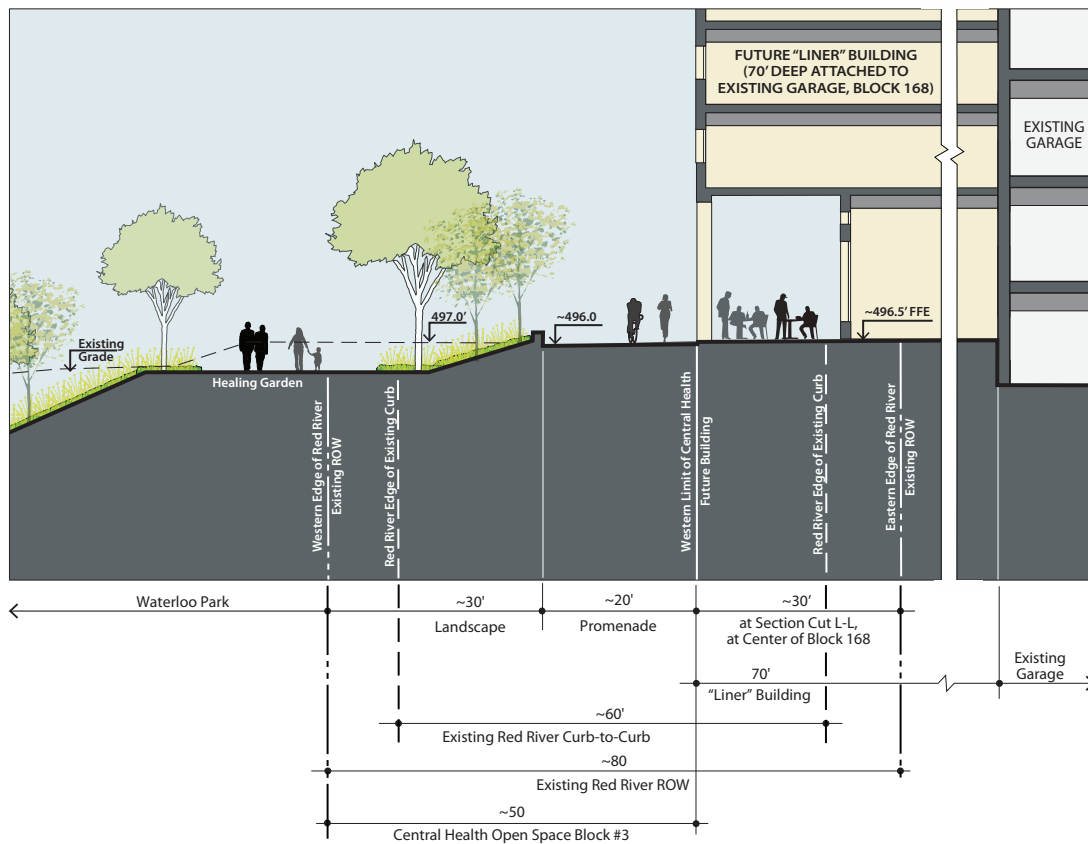 FUTURE “LINER” BUILDING
(70’ DEEP ATTACHED TO
EXISTING GARAGE, BLOCK 168)
EXISTING
GARAGE
497.0’
~496.0
~496.5’ FFE
Existing
Grade
Healing Garden
Western Edge of Red River
Existing ROW
Red River Edge of Existing Curb
Western Limit of Central Health
Future Building
Red River Edge of Existing Curb
Eastern Edge of Red River
Existing ROW
Waterloo Park
~30'
Landscape
~20'
Promenade
~30'
at Section Cut L-L,
at Center of Block 168
70'
“Liner” Building
Existing
Garage
~60'
Existing Red River Curb-to-Curb
~80
Existing Red River ROW
~50
Central Health Open Space Block #3